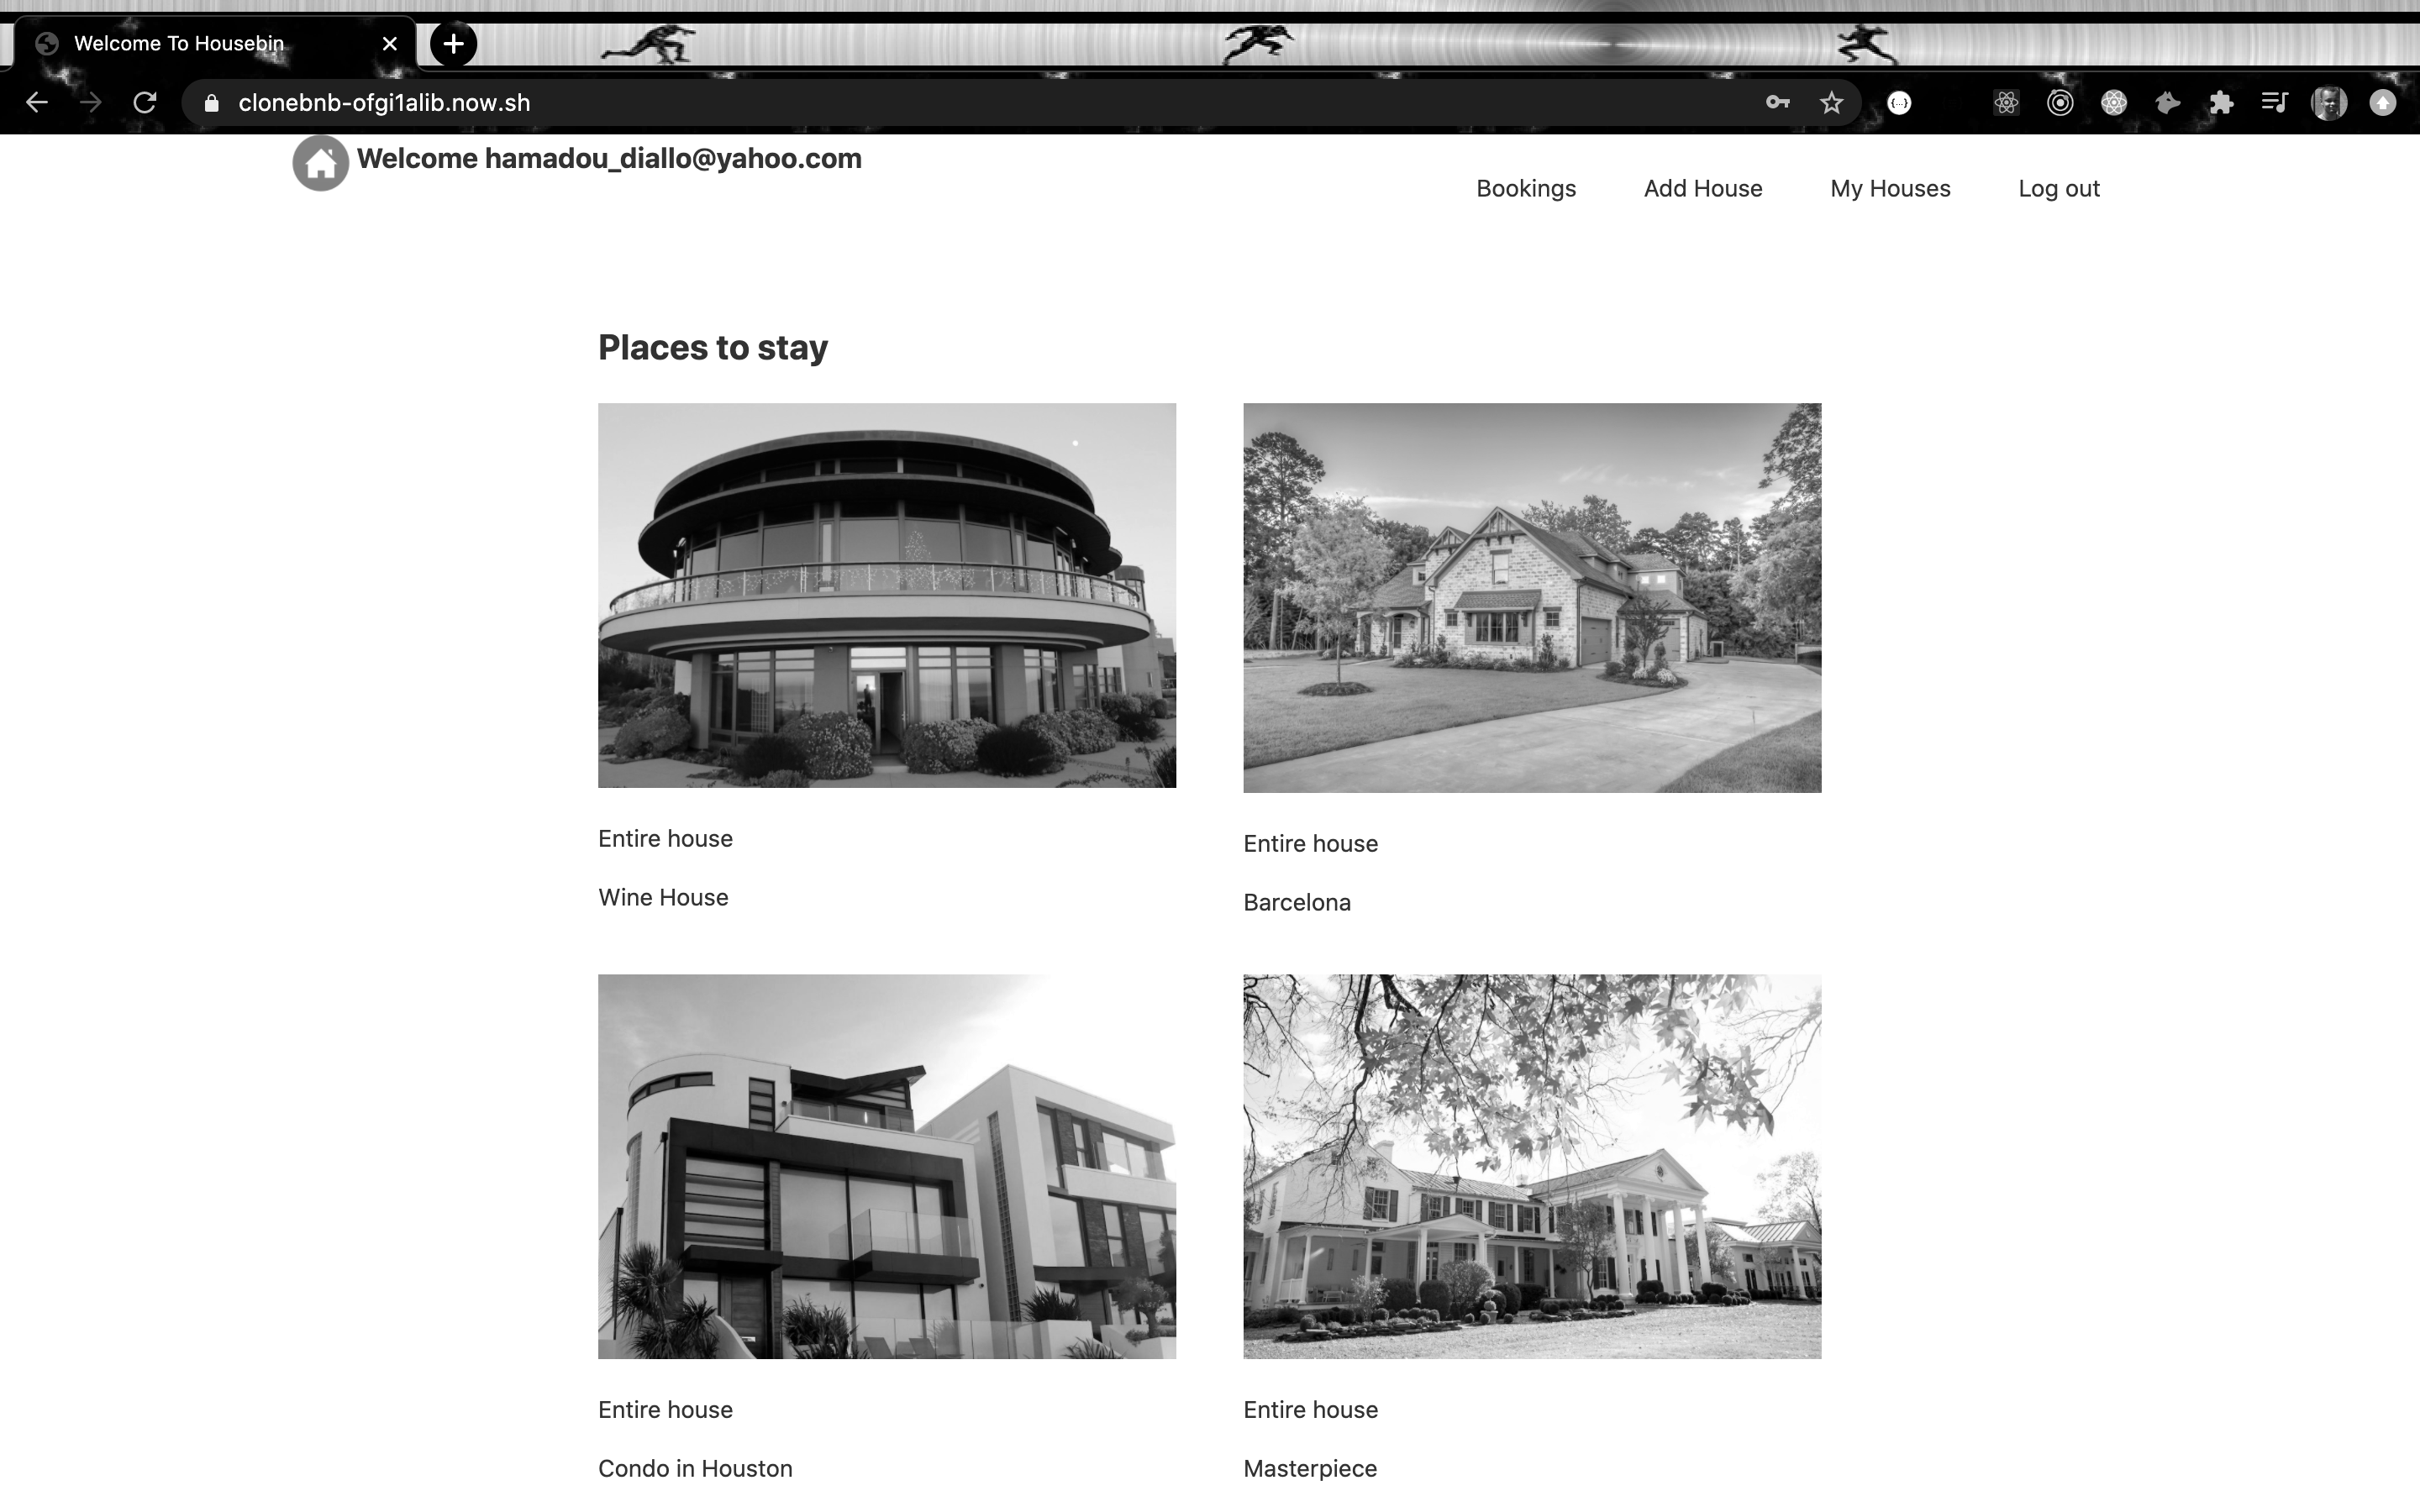 Welcome To Housebin
clonebnb-ofgi1alib.now.sh
Welcome hamadou_diallo@yahoo.com
Bookings
Add House
My Houses
Log out
Places to stay
Entire house
Wine House
Entire house
Barcelona
Entire house
Condo in Houston
Entire house
Masterpiece